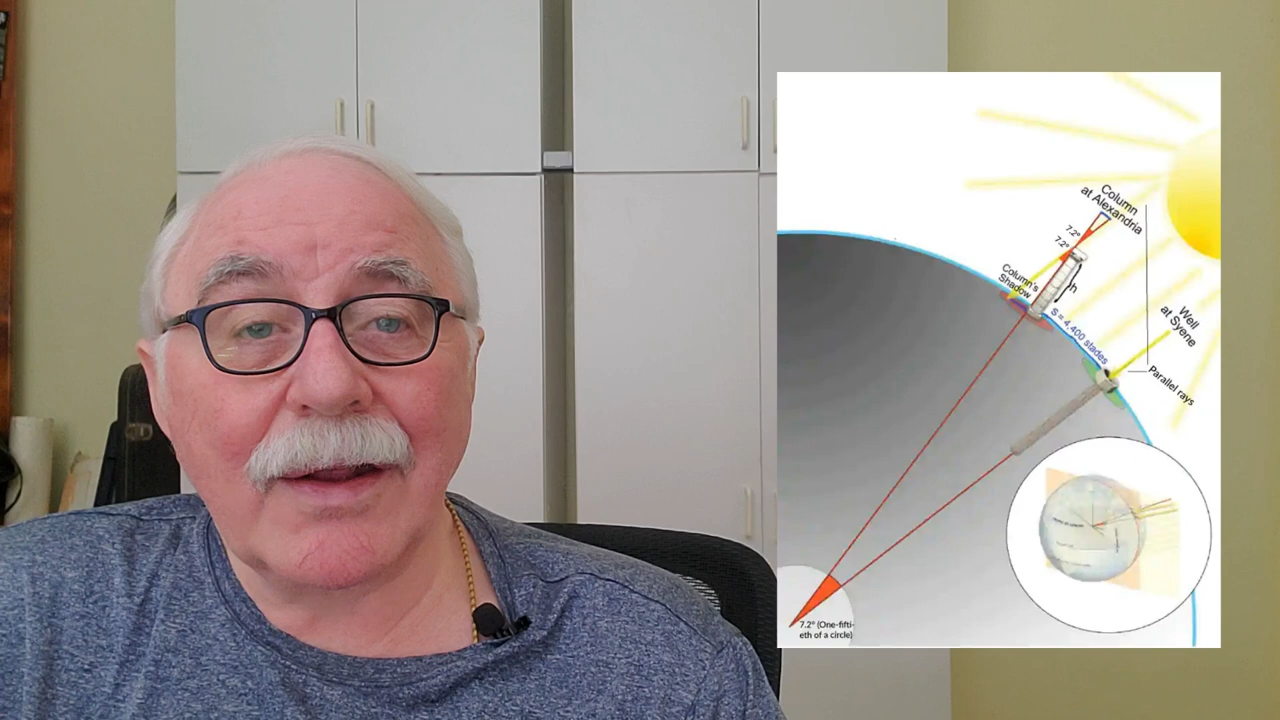 Column
at Alexandria
7.2°
7.2°
Column's
Shadow
h
S = 4,400 stades
Well
at Syene
Parallel rays
7.2° (One-fifti-
eth of a circle)